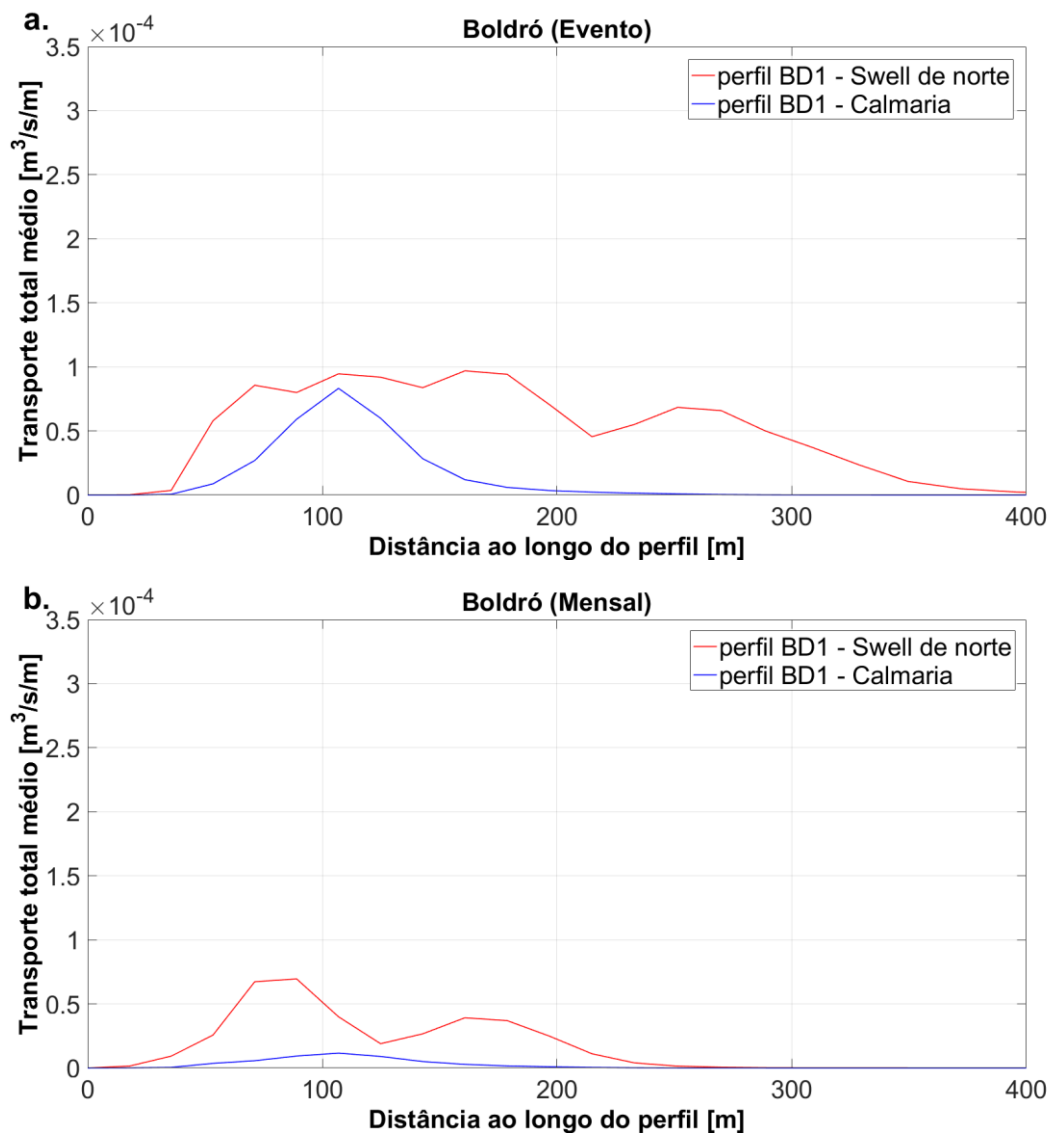 a.
×10⁻⁴
Boldró (Evento)
3.5
3
2.5
2
1.5
1
0.5
0
Transporte total médio [m³/s/m]
perfil BD1 - Swell de norte
perfil BD1 - Calmaria
0 100 200 300 400
Distância ao longo do perfil [m]
b.
×10⁻⁴
Boldró (Mensal)
3.5
3
2.5
2
1.5
1
0.5
0
Transporte total médio [m³/s/m]
perfil BD1 - Swell de norte
perfil BD1 - Calmaria
0 100 200 300 400
Distância ao longo do perfil [m]